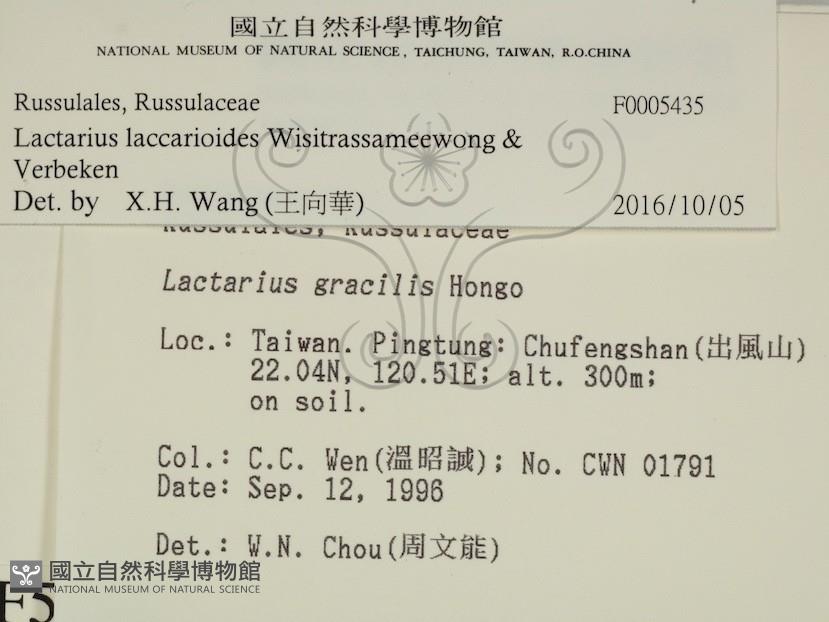 國立自然科學博物館
NATIONAL MUSEUM OF NATURAL SCIENCE, TAICHUNG, TAIWAN, R.O.CHINA
Russulales, Russulaceae F0005435
Lactarius laccarioides Wisitrassameewong &
Verbeken
Det. by X.H. Wang (王向華) 2016/10/05
Russulales, Russulaceae
Lactarius gracilis Hongo
Loc.: Taiwan. Pingtung: Chufengshan(出風山)
22.04N, 120.51E; alt. 300m;
on soil.
Col.: C.C. Wen(溫昭誠); No. CWN 01791
Date: Sep. 12, 1996
Det.: W.N. Chou(周文能)
國立自然科學博物館
NATIONAL MUSEUM OF NATURAL SCIENCE